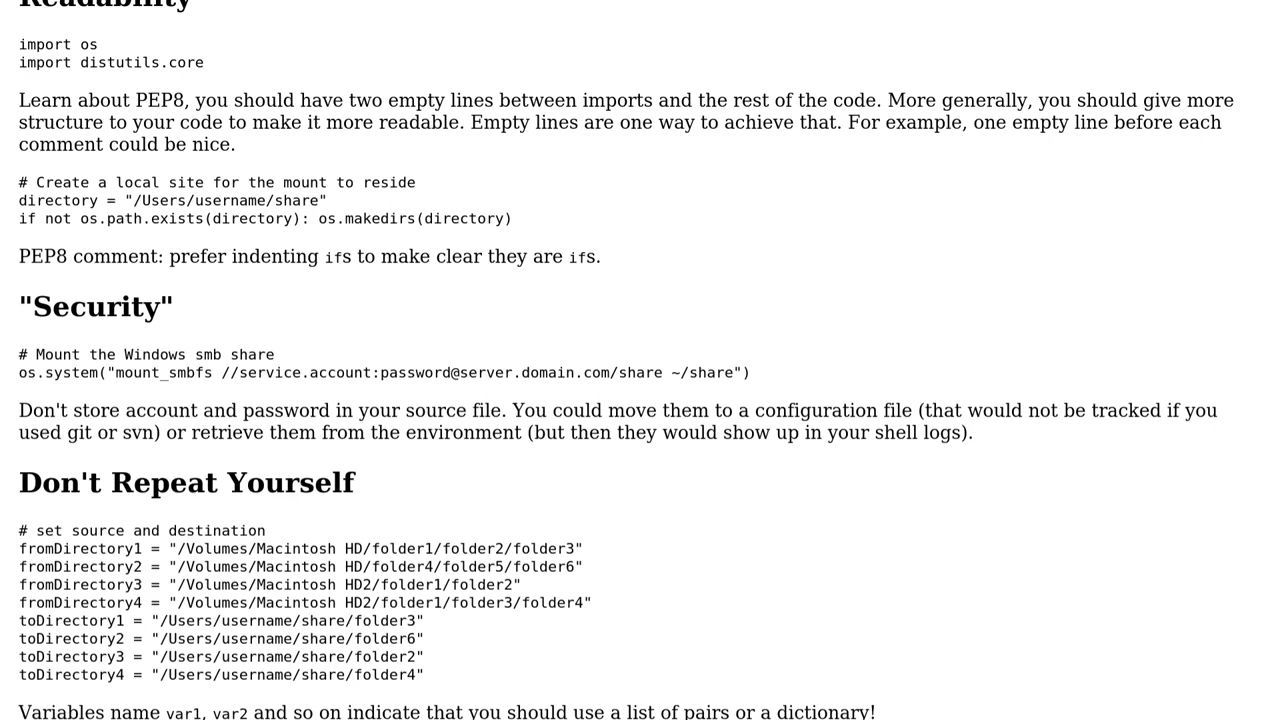 Readability
import os
import distutils.core
Learn about PEP8, you should have two empty lines between imports and the rest of the code. More generally, you should give more
structure to your code to make it more readable. Empty lines are one way to achieve that. For example, one empty line before each
comment could be nice.
# Create a local site for the mount to reside
directory = "/Users/username/share"
if not os.path.exists(directory): os.makedirs(directory)
PEP8 comment: prefer indenting ifs to make clear they are ifs.
"Security"
# Mount the Windows smb share
os.system("mount_smbfs //service.account:password@server.domain.com/share ~/share")
Don't store account and password in your source file. You could move them to a configuration file (that would not be tracked if you
used git or svn) or retrieve them from the environment (but then they would show up in your shell logs).
Don't Repeat Yourself
# set source and destination
fromDirectory1 = "/Volumes/Macintosh HD/folder1/folder2/folder3"
fromDirectory2 = "/Volumes/Macintosh HD/folder4/folder5/folder6"
fromDirectory3 = "/Volumes/Macintosh HD2/folder1/folder2"
fromDirectory4 = "/Volumes/Macintosh HD2/folder1/folder3/folder4"
toDirectory1 = "/Users/username/share/folder3"
toDirectory2 = "/Users/username/share/folder6"
toDirectory3 = "/Users/username/share/folder2"
toDirectory4 = "/Users/username/share/folder4"
Variables name var1, var2 and so on indicate that you should use a list of pairs or a dictionary!